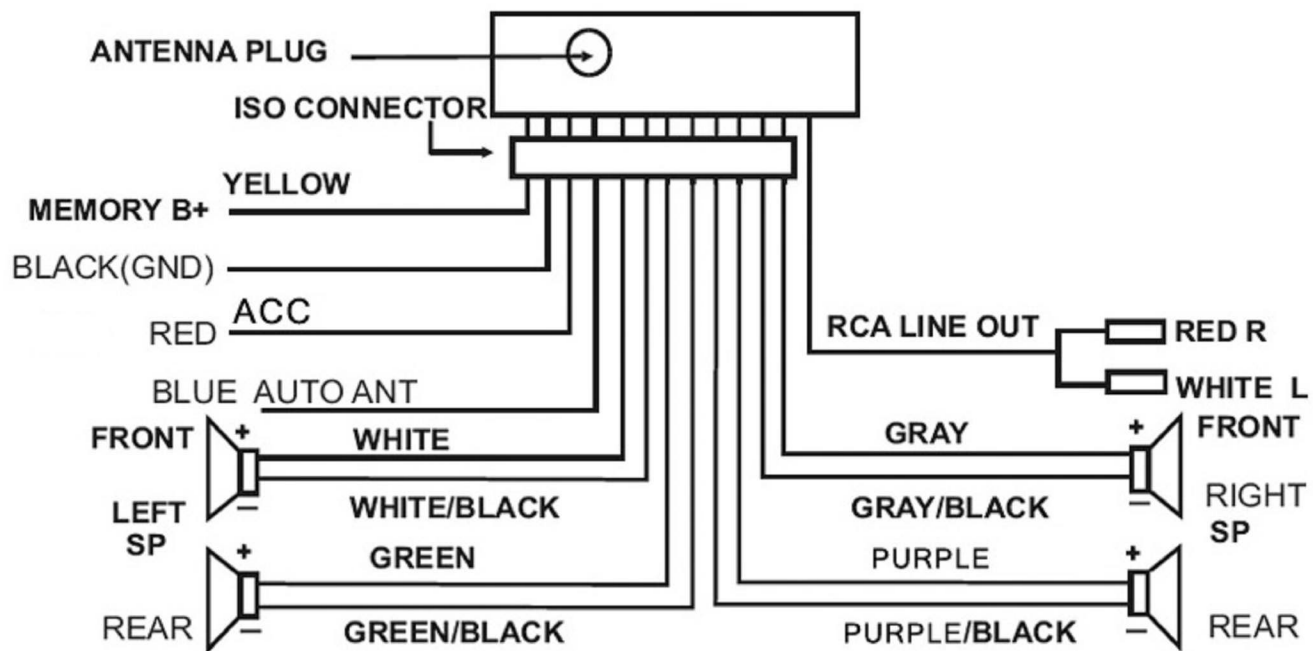 ANTENNA PLUG
ISO CONNECTOR
YELLOW
MEMORY B+
BLACK(GND)
RED ACC
BLUE AUTO ANT
RCA LINE OUT
RED R
WHITE L
FRONT
+
WHITE
WHITE/BLACK
–
LEFT
SP
+
GREEN
GREEN/BLACK
–
REAR
GRAY
+
FRONT
GRAY/BLACK
–
RIGHT
SP
PURPLE
+
PURPLE/BLACK
–
REAR